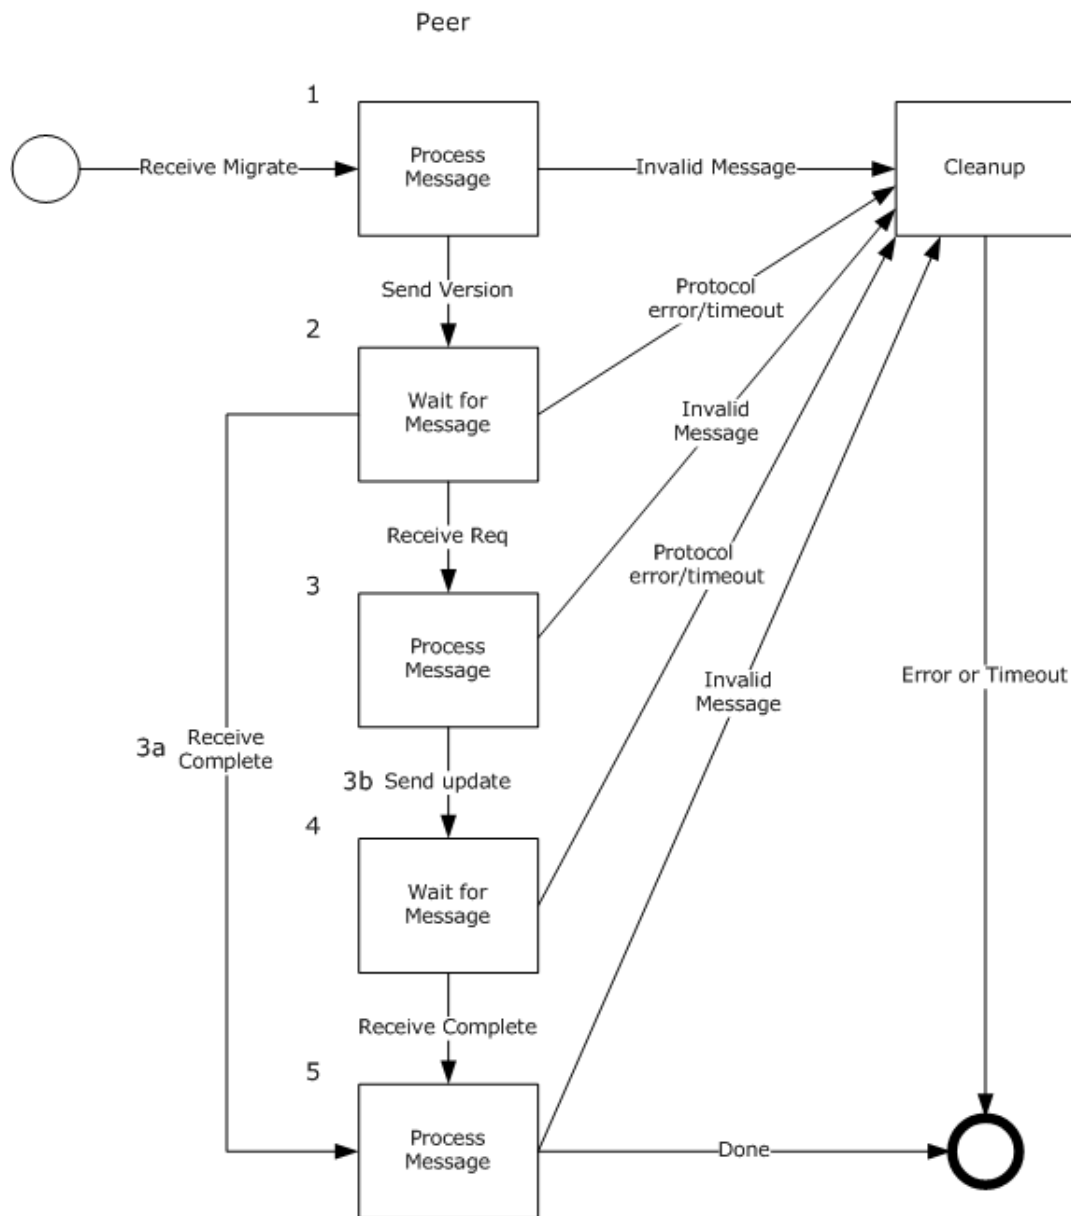 Peer
1
Process
Message
Receive Migrate
Invalid Message
Cleanup
Send Version
Protocol
error/timeout
2
Wait for
Message
Invalid
Message
Receive Req
3
Protocol
error/timeout
Process
Message
Invalid
Message
Error or Timeout
3a
Receive
Complete
3b
Send update
4
Wait for
Message
Receive Complete
5
Process
Message
Done